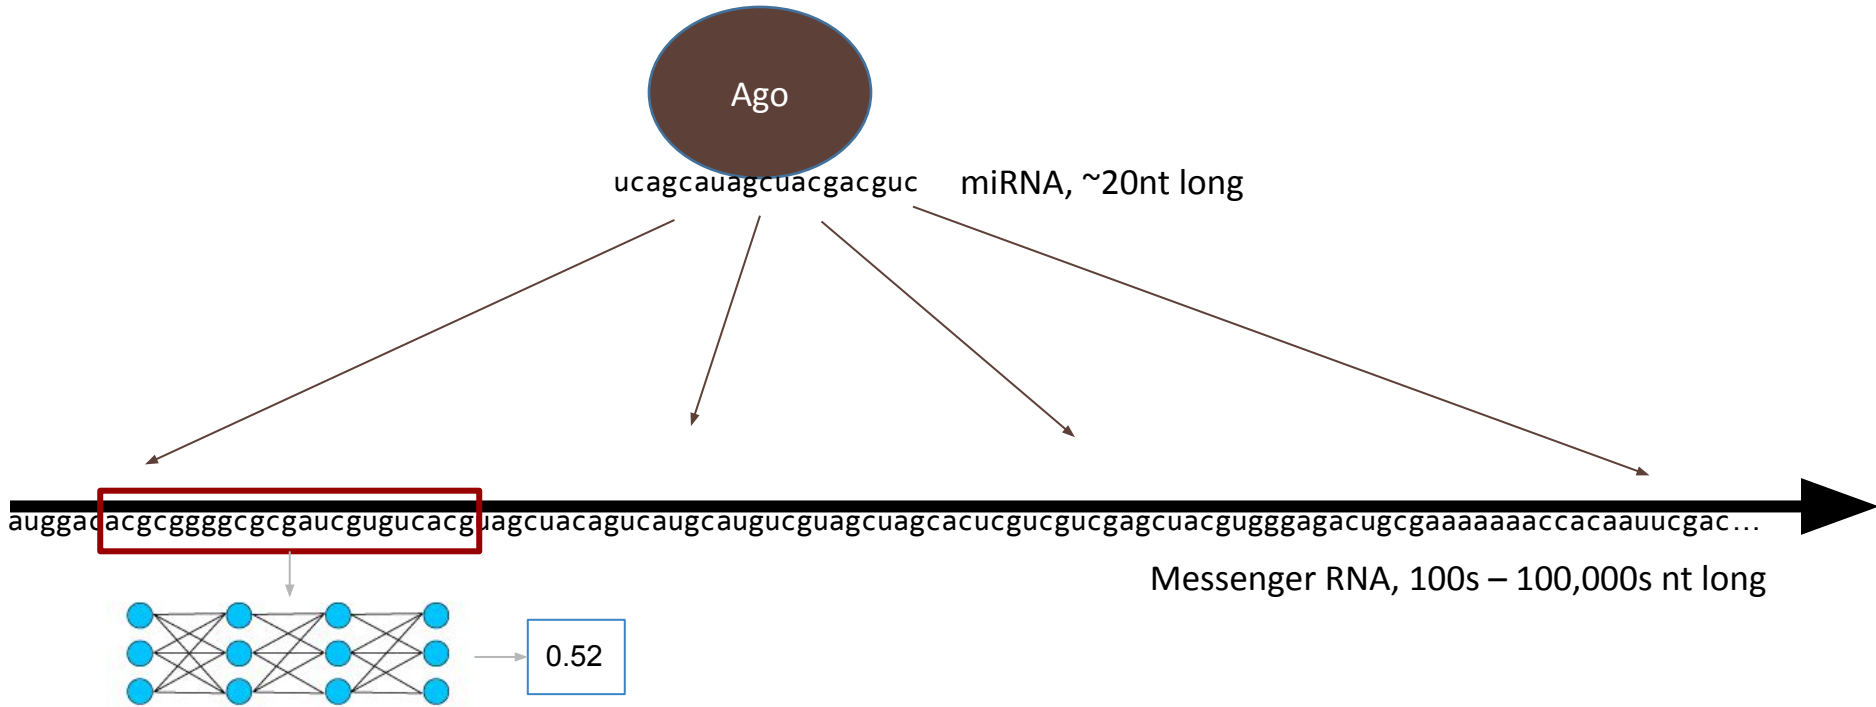 Ago
ucagcauagcuacgacguc
miRNA, ~20nt long
auggacacgcggggcgcgaucgugucacguagcuacagucaugcaugucguagcuagcacucgucgucgagcuacgugggagacugcgaaaaaaaccacaauucgac...
Messenger RNA, 100s – 100,000s nt long
0.52